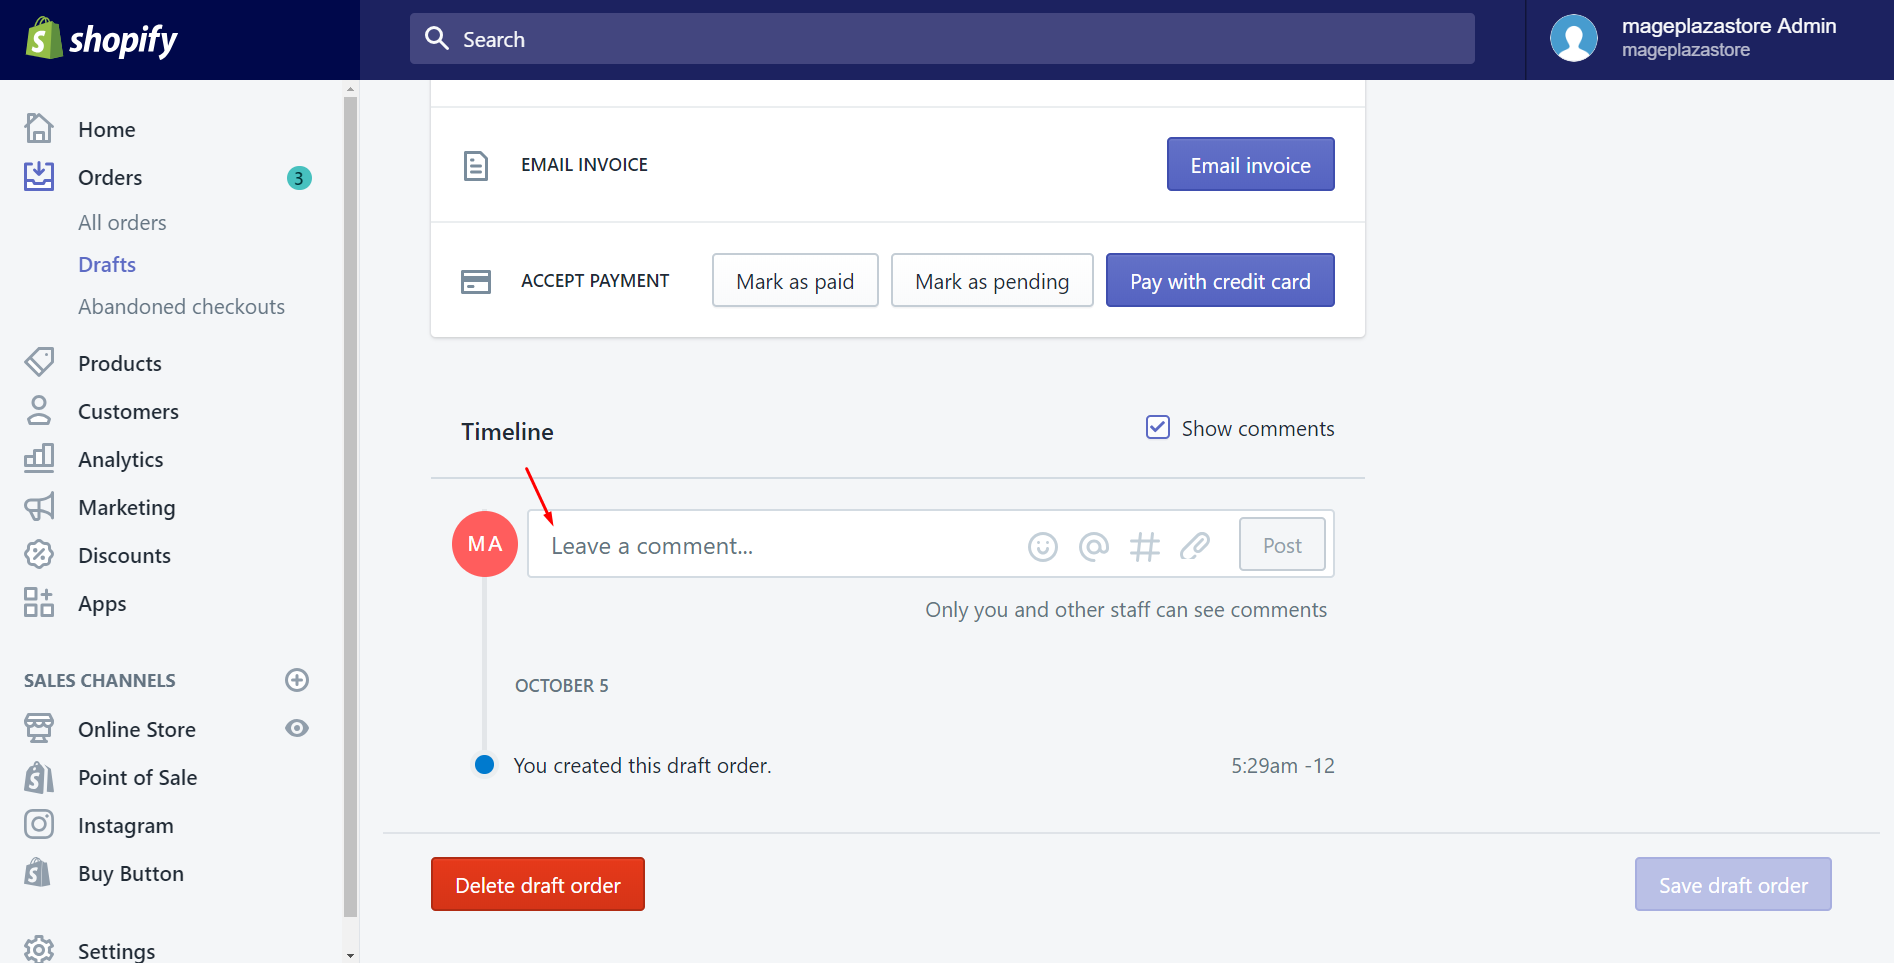 shopify
Search
mageplazastore Admin
mageplazastore
Home
Orders 3
All orders
Drafts
Abandoned checkouts
Products
Customers
Analytics
Marketing
Discounts
Apps
SALES CHANNELS
Online Store
Point of Sale
Instagram
Buy Button
Settings
EMAIL INVOICE Email invoice
ACCEPT PAYMENT Mark as paid Mark as pending Pay with credit card
Timeline Show comments
MA Leave a comment... Post
Only you and other staff can see comments
OCTOBER 5
You created this draft order. 5:29am -12
Delete draft order Save draft order